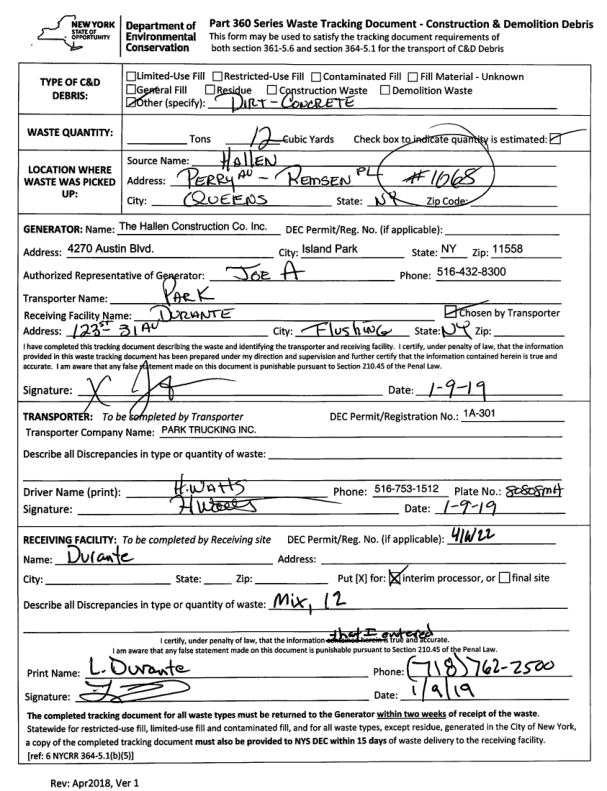 NEW YORK STATE OF OPPORTUNITY
Department of Environmental Conservation
Part 360 Series Waste Tracking Document - Construction & Demolition Debris
This form may be used to satisfy the tracking document requirements of
both section 361-5.6 and section 364-5.1 for the transport of C&D Debris
TYPE OF C&D DEBRIS:
Limited-Use Fill Restricted-Use Fill Contaminated Fill Fill Material - Unknown
General Fill Residue Construction Waste Demolition Waste
Other (specify): DIRT-CONCRETE
WASTE QUANTITY: Tons 12 Cubic Yards Check box to indicate quantity is estimated:
LOCATION WHERE WASTE WAS PICKED UP:
Source Name: HALLEN
Address: PERRY AV - REMSEN PL #1068
City: QUEENS State: NY Zip Code:
GENERATOR: Name: The Hallen Construction Co. Inc. DEC Permit/Reg. No. (if applicable):
Address: 4270 Austin Blvd. City: Island Park State: NY Zip: 11558
Authorized Representative of Generator: JOE A Phone: 516-432-8300
Transporter Name: PARK
Receiving Facility Name: DURANTE Chosen by Transporter
Address: 123 ST 31 AV City: Flushing State: NY Zip:
I have completed this tracking document describing the waste and identifying the transporter and receiving facility. I certify, under penalty of law, that the information
provided in this waste tracking document has been prepared under my direction and supervision and further certify that the information contained herein is true and
accurate. I am aware that any false statement made on this document is punishable pursuant to Section 210.45 of the Penal Law.
Signature: X Date: 1-9-19
TRANSPORTER: To be completed by Transporter DEC Permit/Registration No.: 1A-301
Transporter Company Name: PARK TRUCKING INC.
Describe all Discrepancies in type or quantity of waste:
Driver Name (print): H.WATTS Phone: 516-753-1512 Plate No.: 80808MH
Signature: Date: 1-9-19
RECEIVING FACILITY: To be completed by Receiving site DEC Permit/Reg. No. (if applicable): 41W22
Name: Durante Address:
City: State: Zip: Put [X] for: interim processor, or final site
Describe all Discrepancies in type or quantity of waste: Mix, 12
that I entered
I certify, under penalty of law, that the information contained herein is true and accurate.
I am aware that any false statement made on this document is punishable pursuant to Section 210.45 of the Penal Law.
Print Name: L. Durante Phone: (718) 762-2500
Signature: Date: 1/9/19
The completed tracking document for all waste types must be returned to the Generator within two weeks of receipt of the waste.
Statewide for restricted-use fill, limited-use fill and contaminated fill, and for all waste types, except residue, generated in the City of New York,
a copy of the completed tracking document must also be provided to NYS DEC within 15 days of waste delivery to the receiving facility.
[ref: 6 NYCRR 364-5.1(b)(5)]
Rev: Apr2018, Ver 1